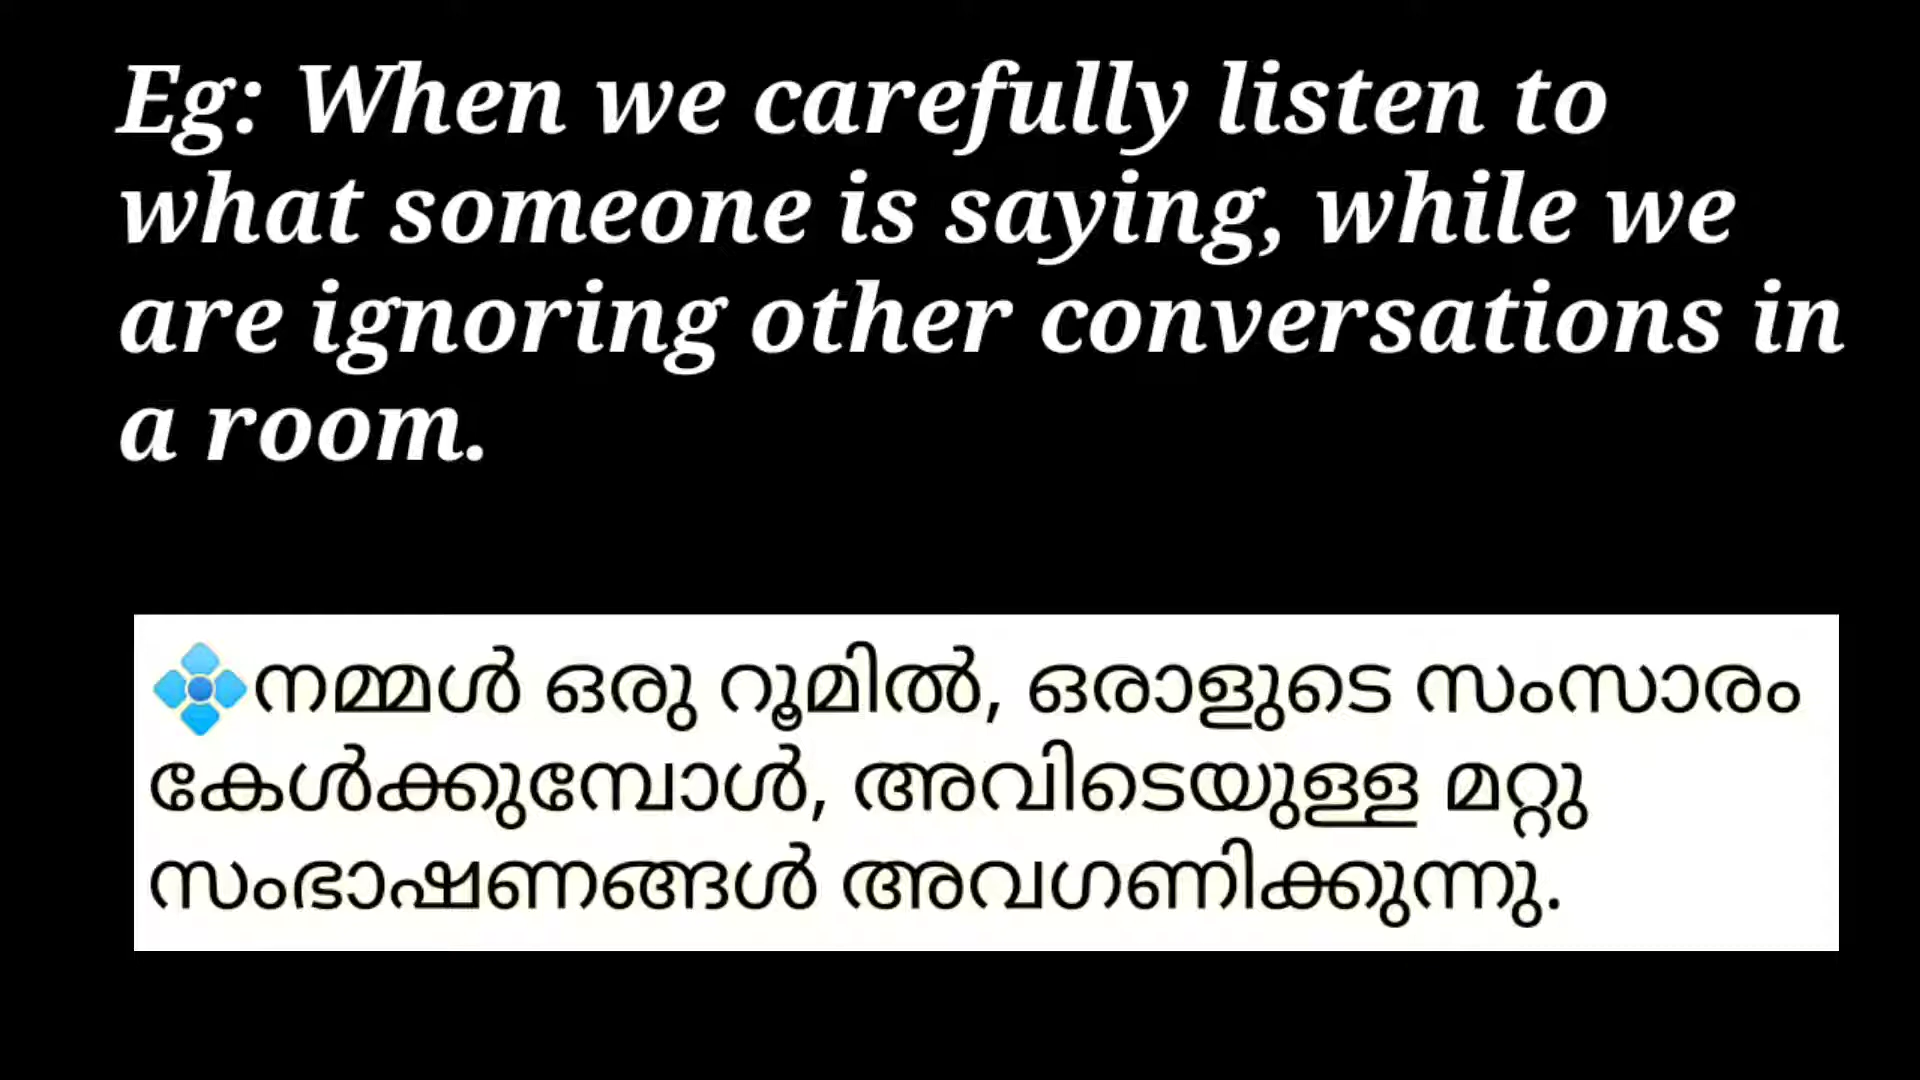 Eg: When we carefully listen to
what someone is saying, while we
are ignoring other conversations in
a room.
💠നമ്മൾ ഒരു റൂമിൽ, ഒരാളുടെ സംസാരം
കേൾക്കുമ്പോൾ, അവിടെയുള്ള മറ്റു
സംഭാഷണങ്ങൾ അവഗണിക്കുന്നു.